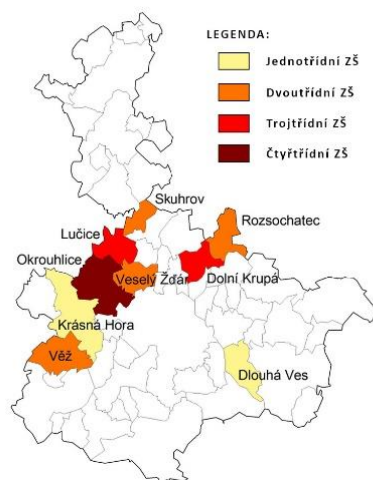 LEGENDA:
Jednotřídní ZŠ
Dvoutřídní ZŠ
Trojtřídní ZŠ
Čtyřtřídní ZŠ
Skuhrov
Rozsochatec
Lučice
Okrouhlice
Veselý Žďár
Dolní Krupá
Krásná Hora
Věž
Dlouhá Ves